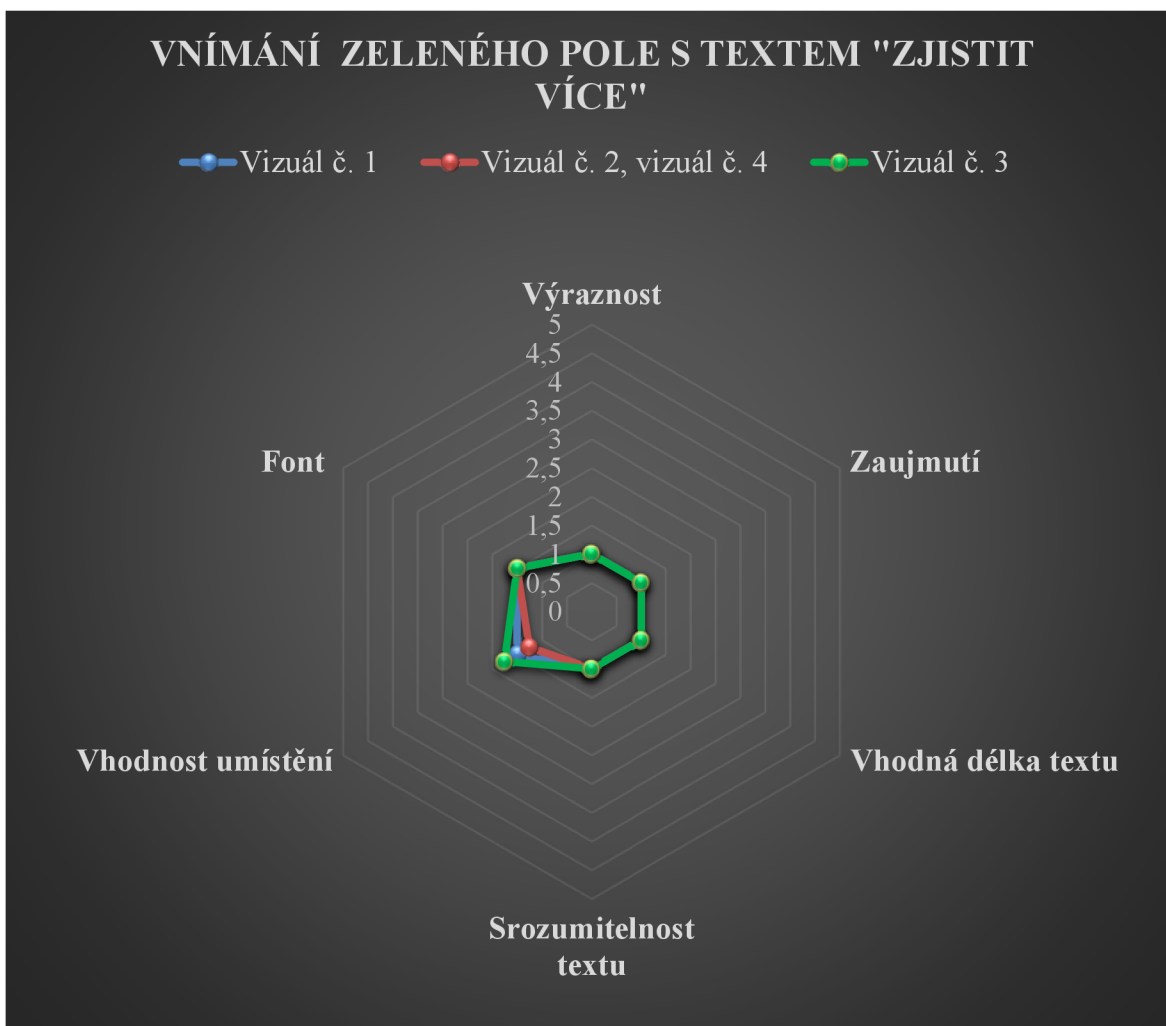 VNÍMÁNÍ  ZELENÉHO POLE S TEXTEM "ZJISTIT
VÍCE"
Vizuál č. 1
Vizuál č. 2, vizuál č. 4
Vizuál č. 3
Výraznost
5
4,5
4
3,5
3
2,5
2
1,5
1
0,5
0
Font
Zaujmutí
Vhodnost umístění
Vhodná délka textu
Srozumitelnost
textu